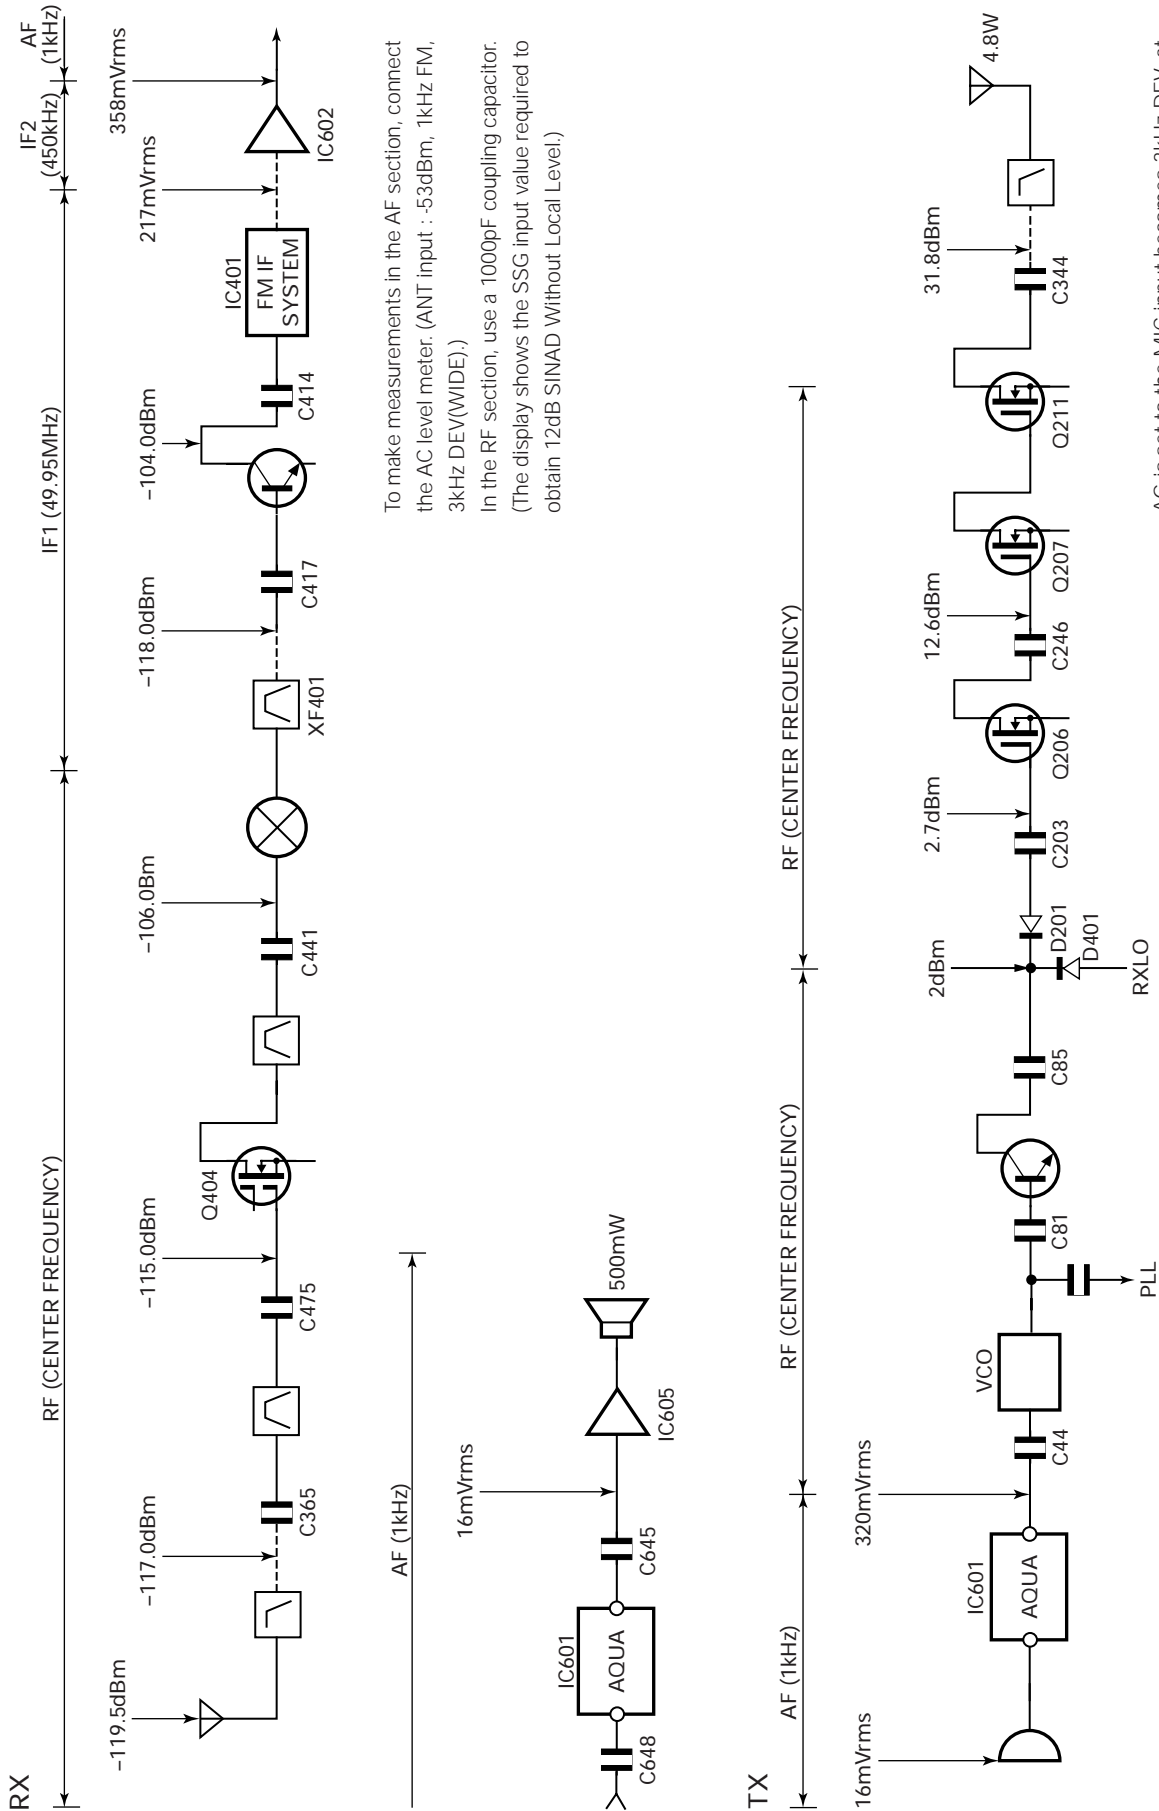 RX
RF (CENTER FREQUENCY)
IF1 (49.95MHz)
IF2
(450kHz)
AF
(1kHz)
–119.5dBm
–117.0dBm
–115.0dBm
–106.0Bm
–118.0dBm
–104.0dBm
217mVrms
358mVrms
C365
C475
Q404
C441
XF401
C417
C414
IC401
FM IF
SYSTEM
IC602
AF (1kHz)
C648
IC601
AQUA
C645
16mVrms
IC605
500mW
To make measurements in the AF section, connect
the AC level meter. (ANT input : -53dBm, 1kHz FM,
3kHz DEV(WIDE).)
In the RF section, use a 1000pF coupling capacitor.
(The display shows the SSG input value required to
obtain 12dB SINAD Without Local Level.)
TX
AF (1kHz)
RF (CENTER FREQUENCY)
RF (CENTER FREQUENCY)
16mVrms
320mVrms
2dBm
2.7dBm
12.6dBm
31.8dBm
4.8W
IC601
AQUA
C44
VCO
PLL
C81
C85
D201
D401
RXLO
C203
Q206
C246
Q207
Q211
C344